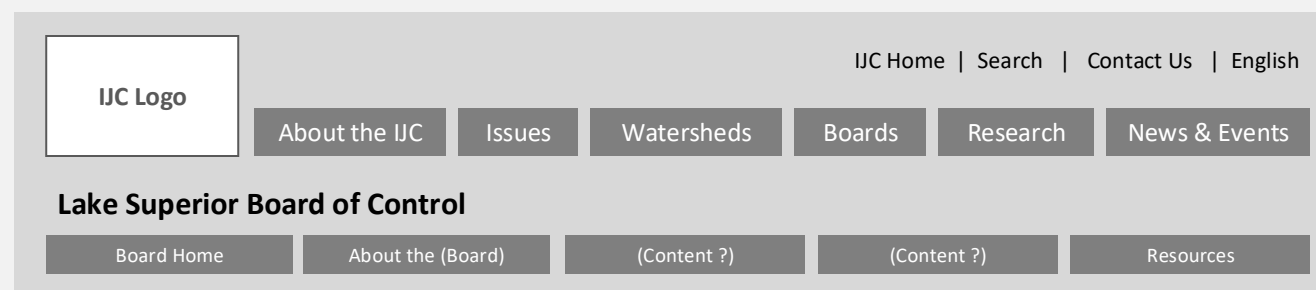 IJC Home | Search | Contact Us | English
IJC Logo
About the IJC Issues Watersheds Boards Research News & Events
Lake Superior Board of Control
Board Home About the (Board) (Content ?) (Content ?) Resources